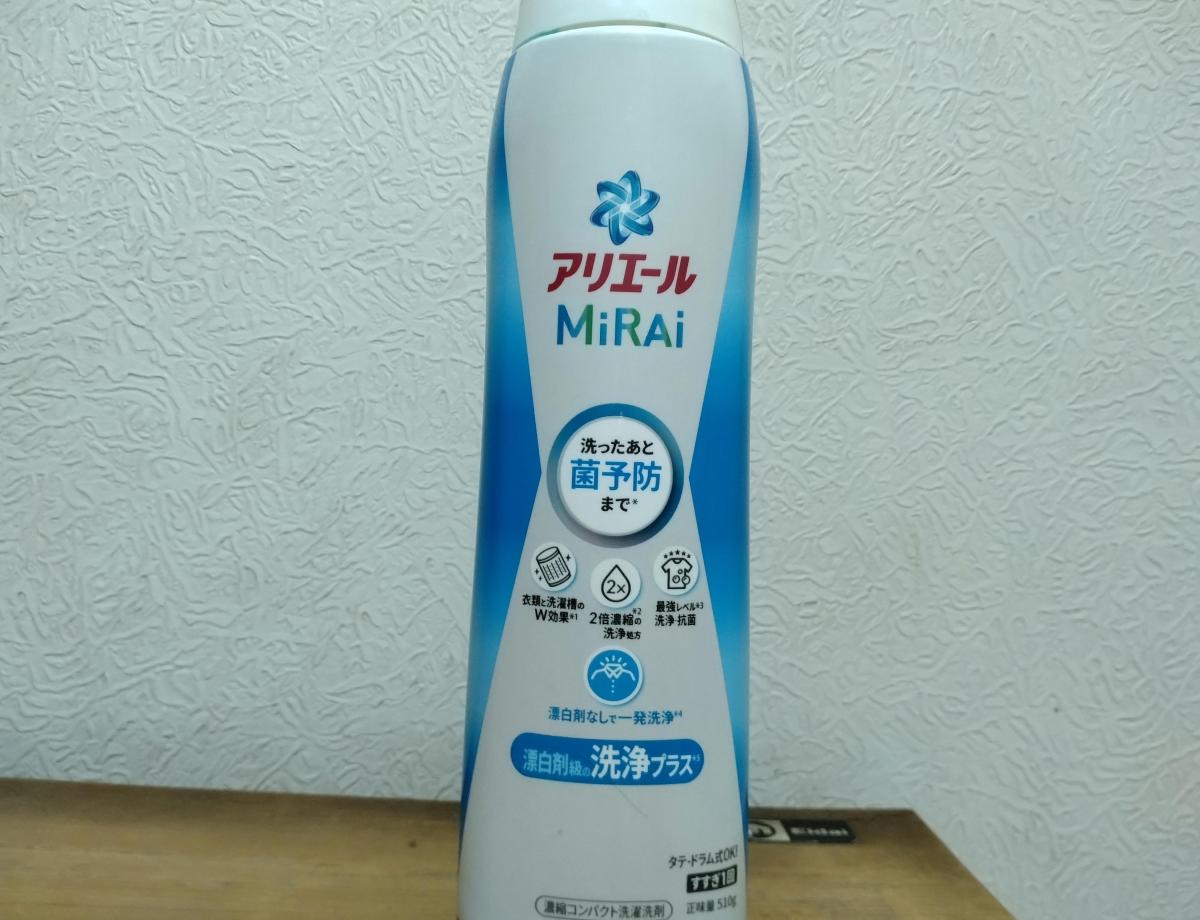 アリエール
MiRAi
洗ったあと
菌予防
まで*
2x
衣類と洗濯槽の
W効果*1
2倍濃縮*2の
洗浄処方
最強レベル*3
洗浄・抗菌
漂白剤なしで一発洗浄*4
漂白剤級の洗浄プラス*5
タテ・ドラム式OK!
すすぎ1回
濃縮コンパクト洗濯洗剤
正味量 510g
Eidai